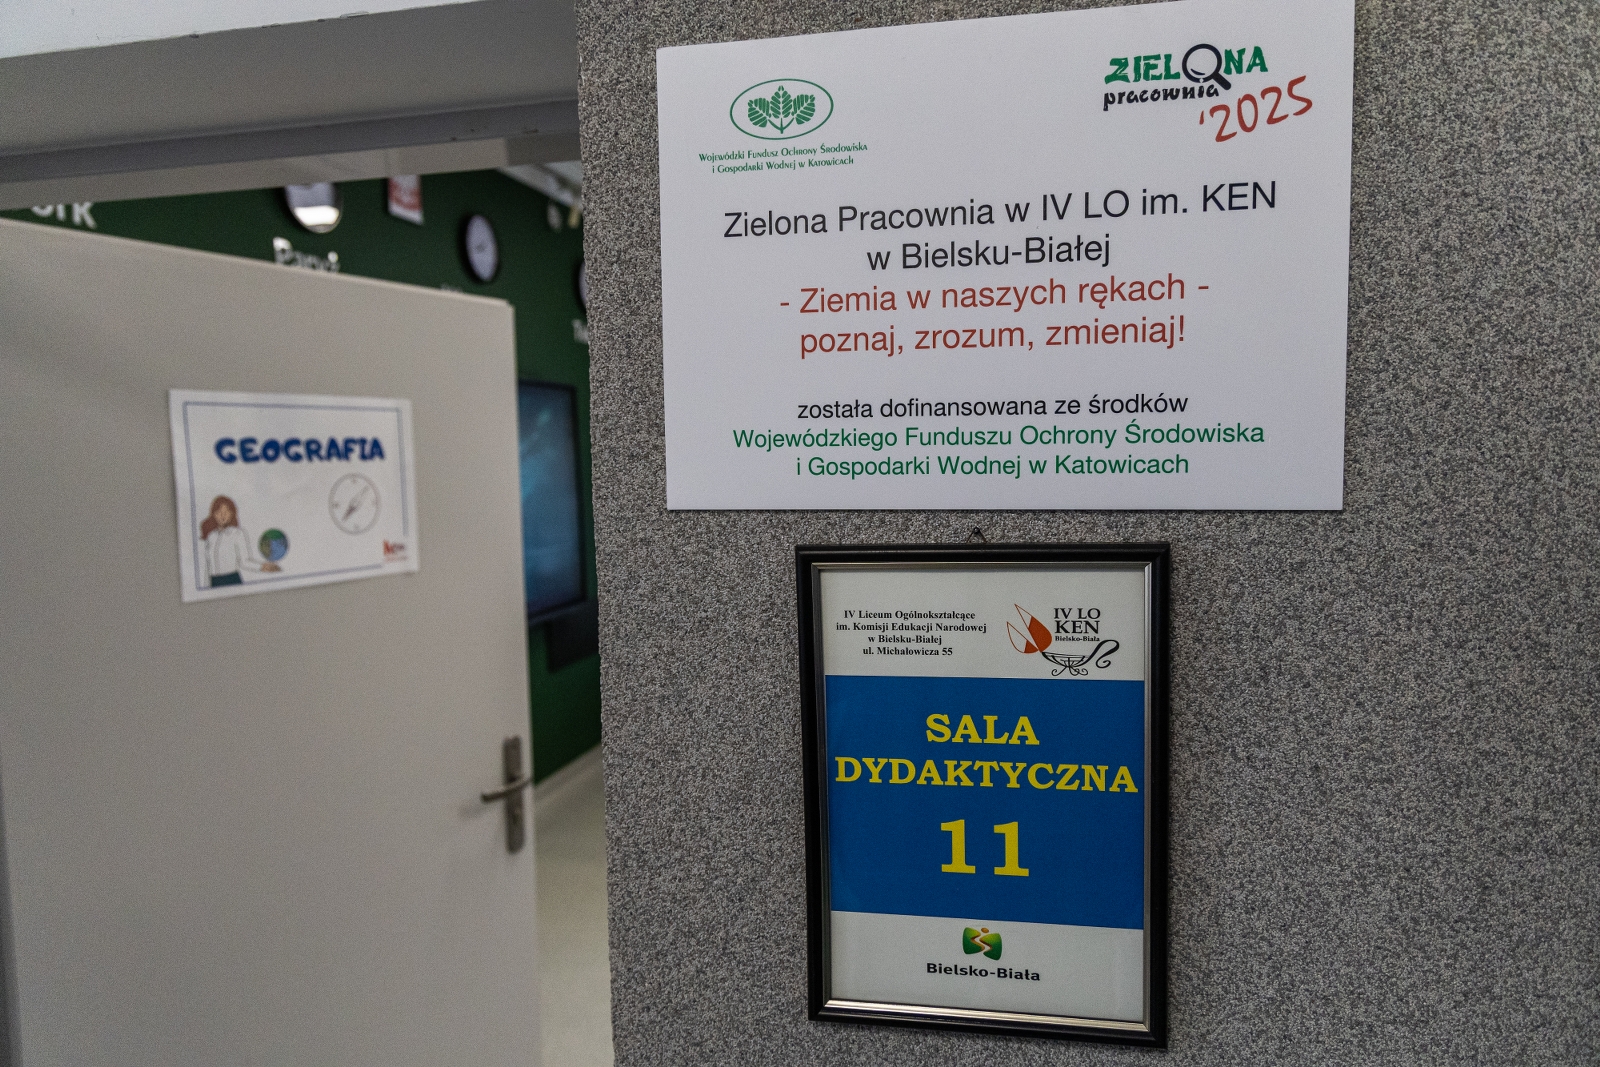 ZIELONA
pracownia
'2025
Wojewódzki Fundusz Ochrony Środowiska
i Gospodarki Wodnej w Katowicach
Zielona Pracownia w IV LO im. KEN
w Bielsku-Białej
- Ziemia w naszych rękach -
poznaj, zrozum, zmieniaj!
została dofinansowana ze środków
Wojewódzkiego Funduszu Ochrony Środowiska
i Gospodarki Wodnej w Katowicach
GEOGRAFIA
IV Liceum Ogólnokształcące
im. Komisji Edukacji Narodowej
w Bielsku-Białej
ul. Michałowicza 55
IV LO
KEN
Bielsko-Biała
SALA
DYDAKTYCZNA
11
Bielsko-Biała